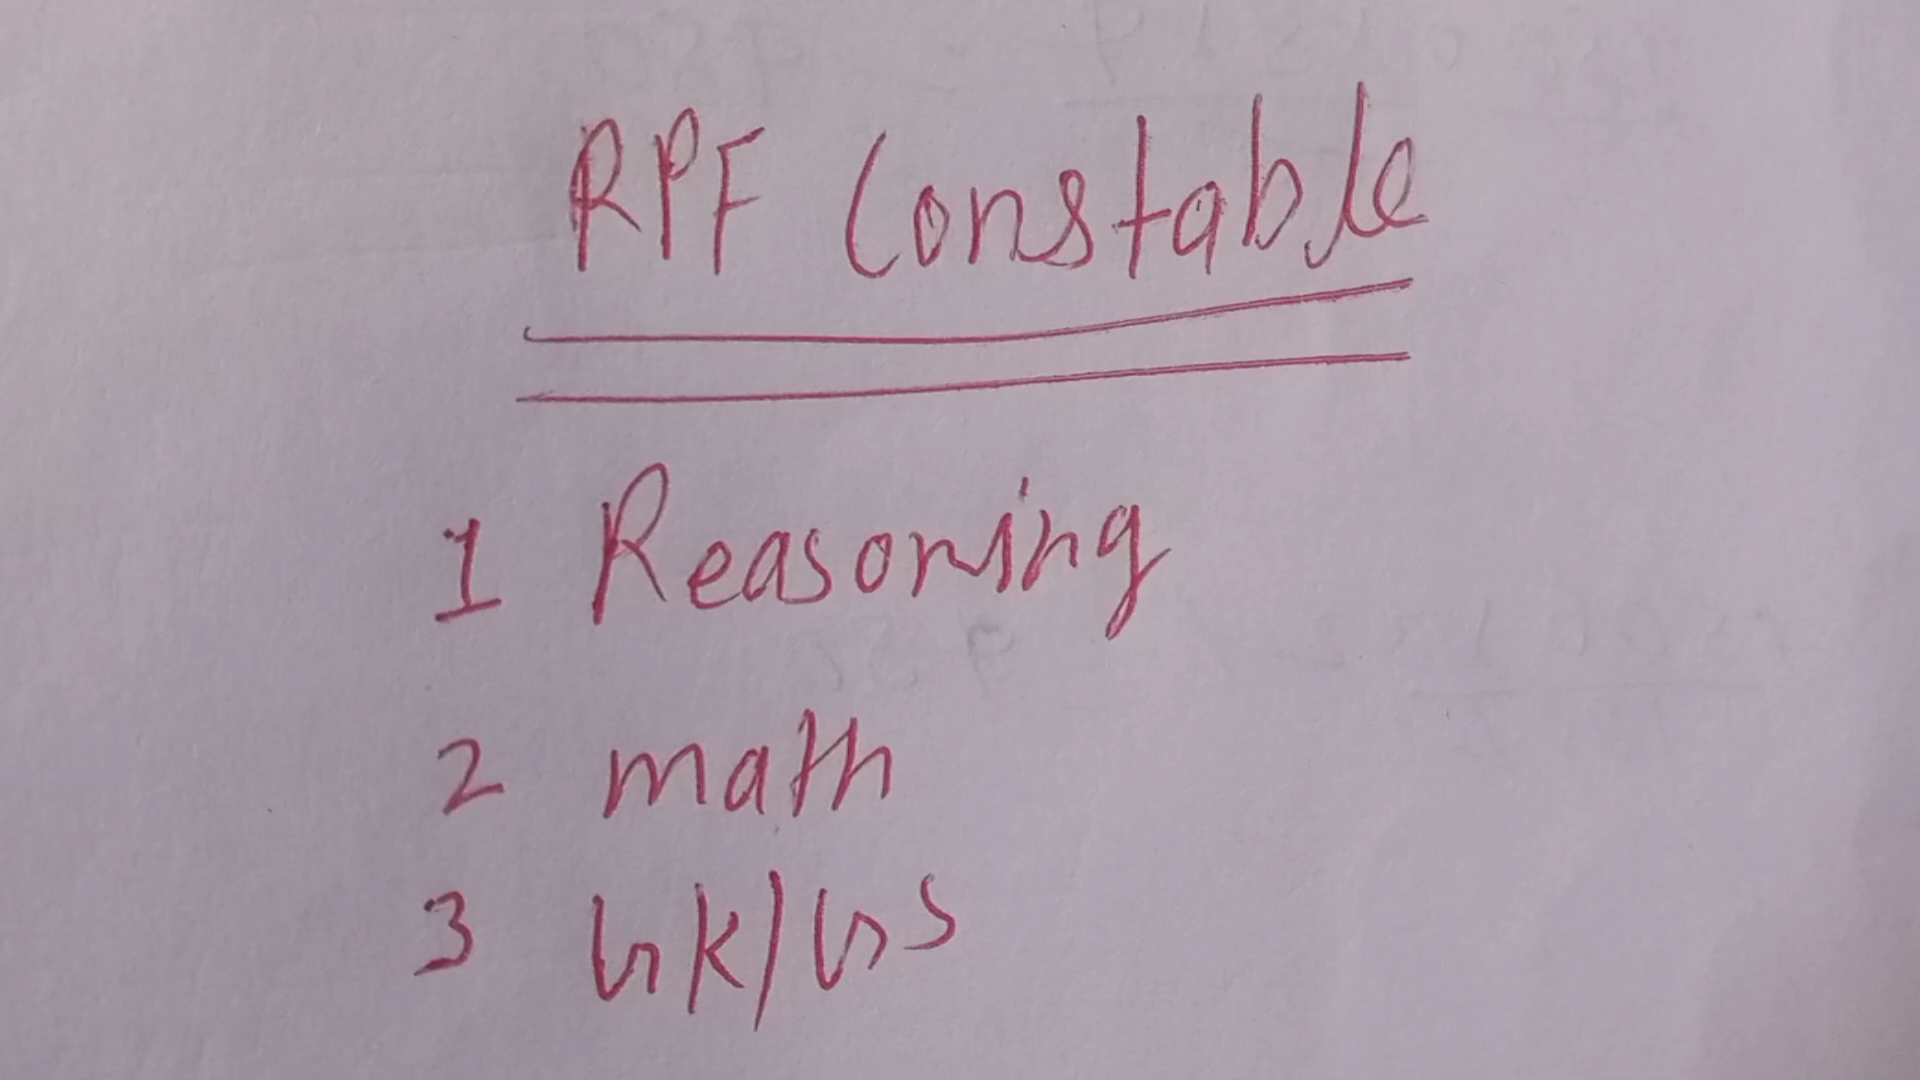 RPF Constable
1 Reasoning
2 math
3 GK/GS